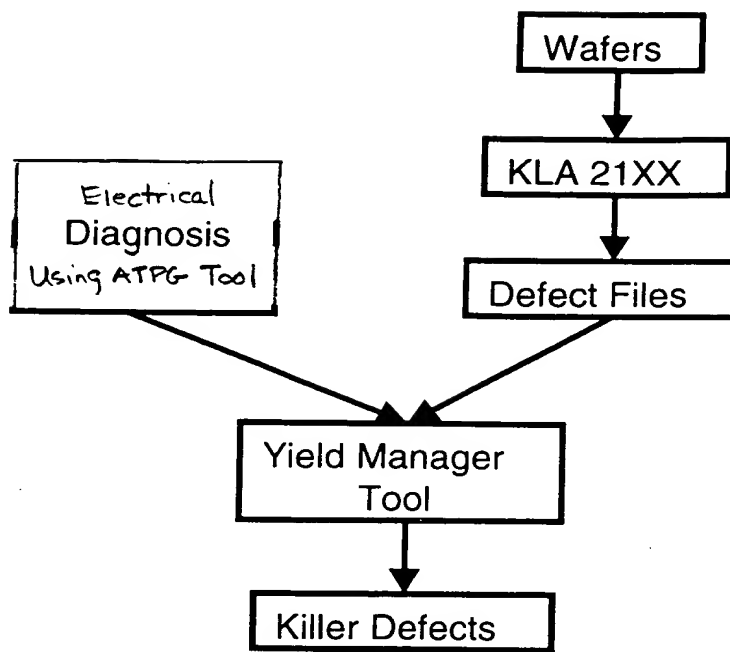 Wafers
KLA 21XX
Defect Files
Electrical
Diagnosis
Using ATPG Tool
Yield Manager
Tool
Killer Defects